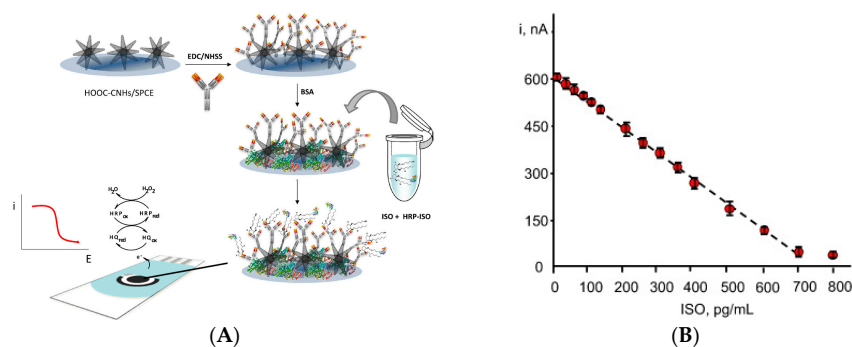 EDC/NHSS
HOOC-CNHs/SPCE
BSA
ISO + HRP-ISO
H2O
H2O2
HRPox
HRPred
HQred
HQox
e-
i
E
(A)
i, nA
600
450
300
150
0
0
100
200
300
400
500
600
700
800
ISO, pg/mL
(B)